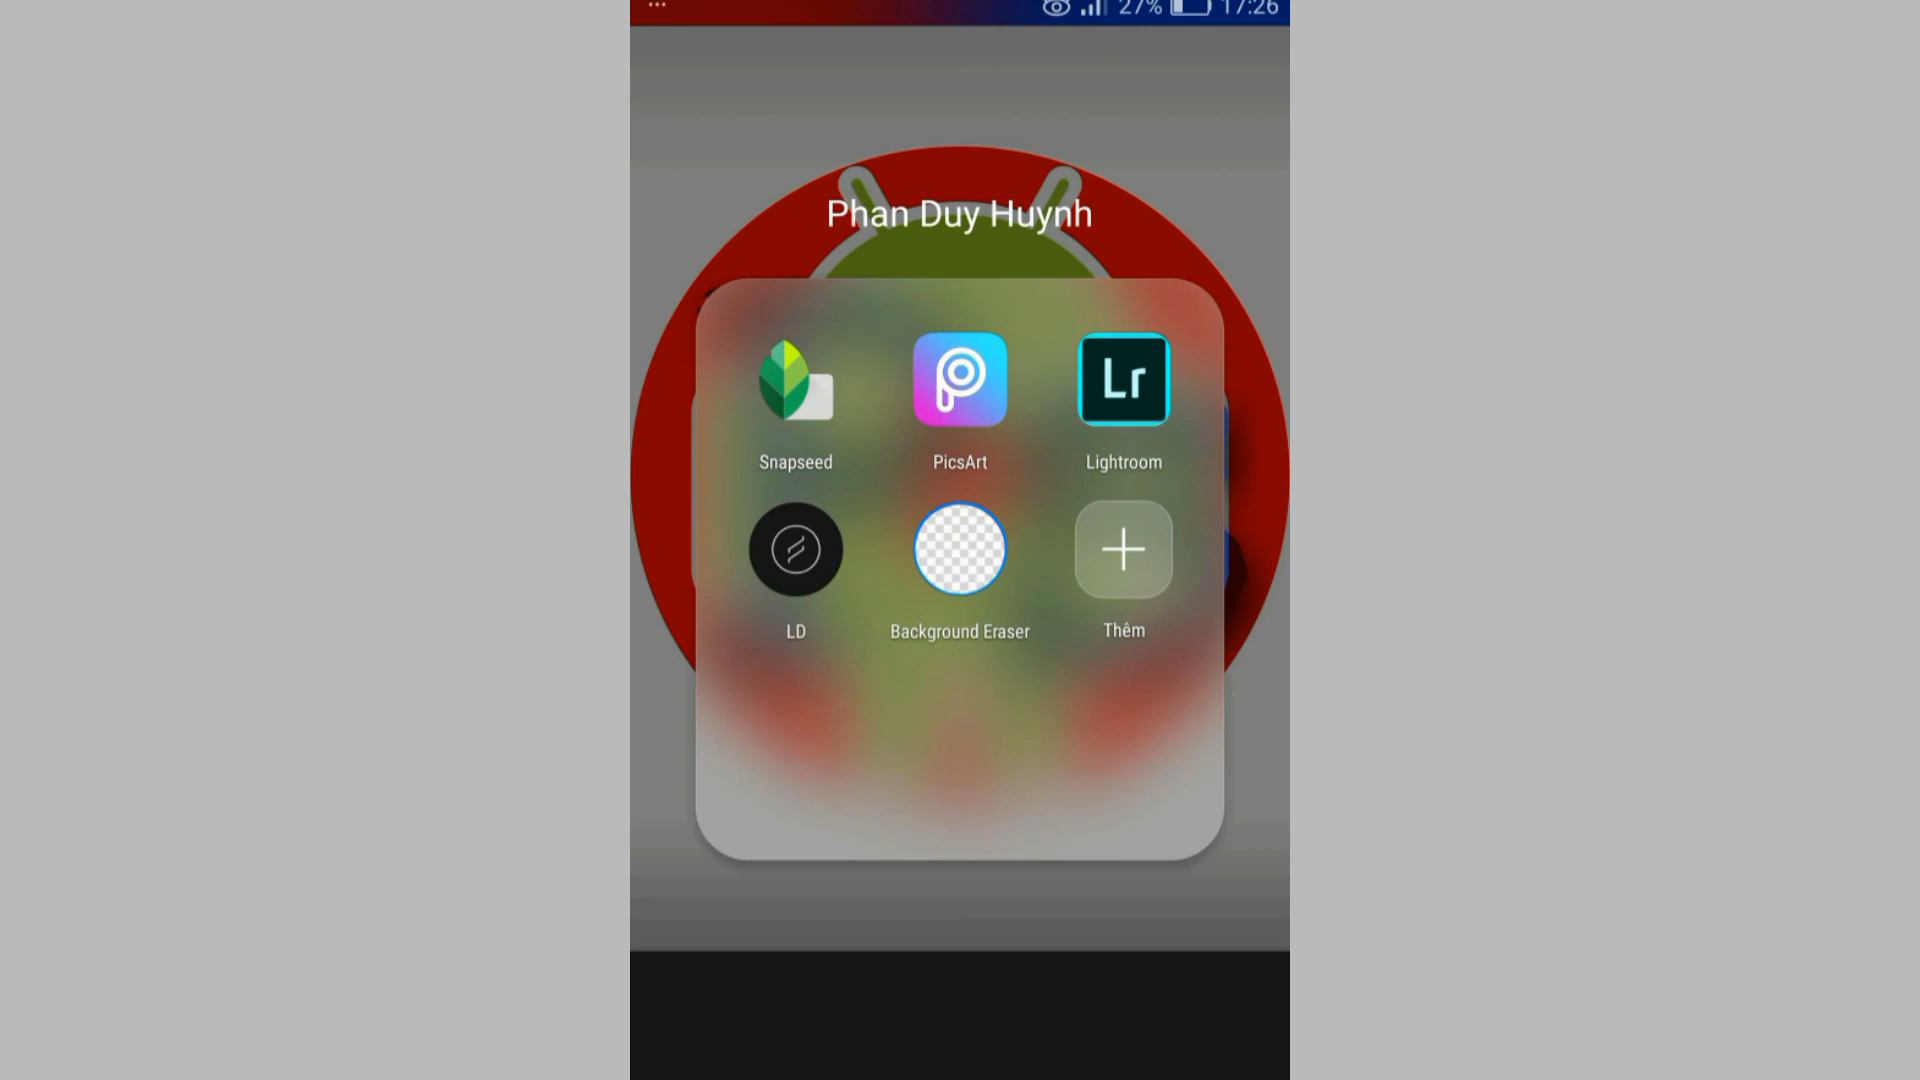 27% 17:26
Phan Duy Huynh
Lr
Snapseed PicsArt Lightroom
LD Background Eraser Thêm